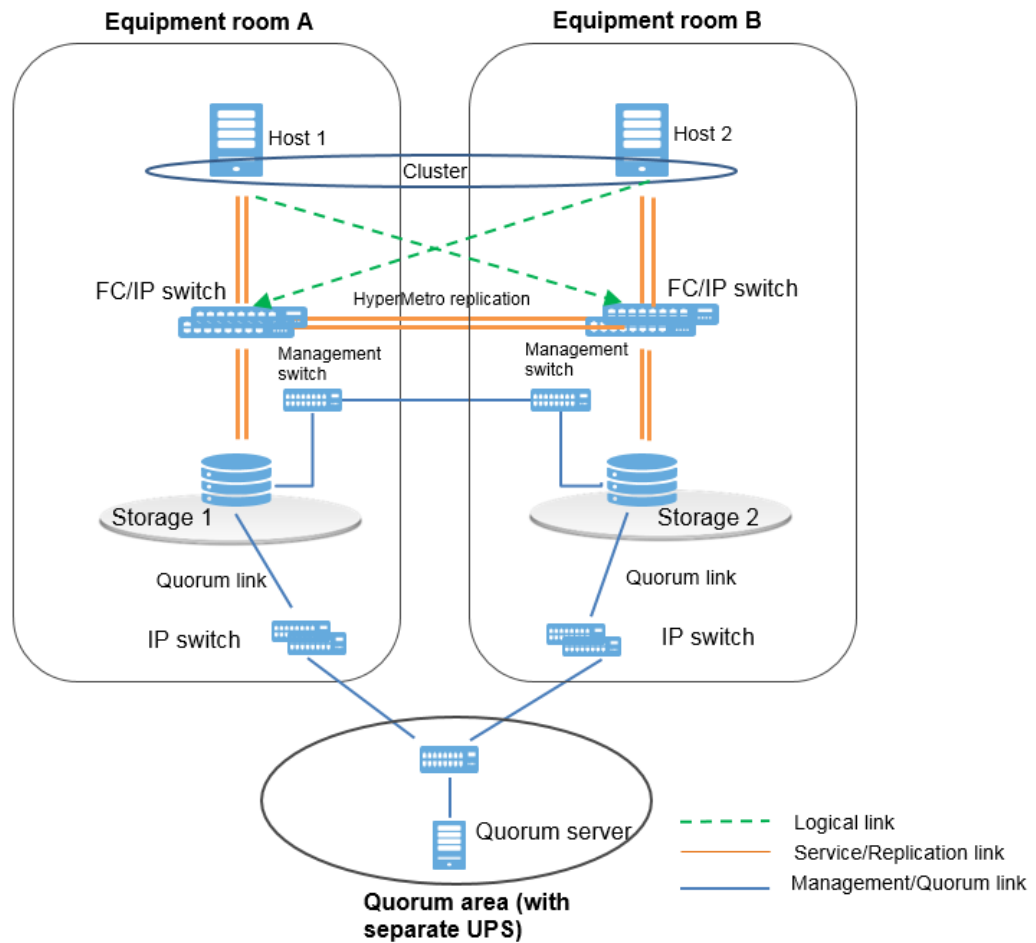 Equipment room A
Equipment room B
Host 1
Host 2
Cluster
FC/IP switch
FC/IP switch
HyperMetro replication
Management
switch
Management
switch
Storage 1
Storage 2
Quorum link
Quorum link
IP switch
IP switch
Quorum server
Quorum area (with
separate UPS)
Logical link
Service/Replication link
Management/Quorum link